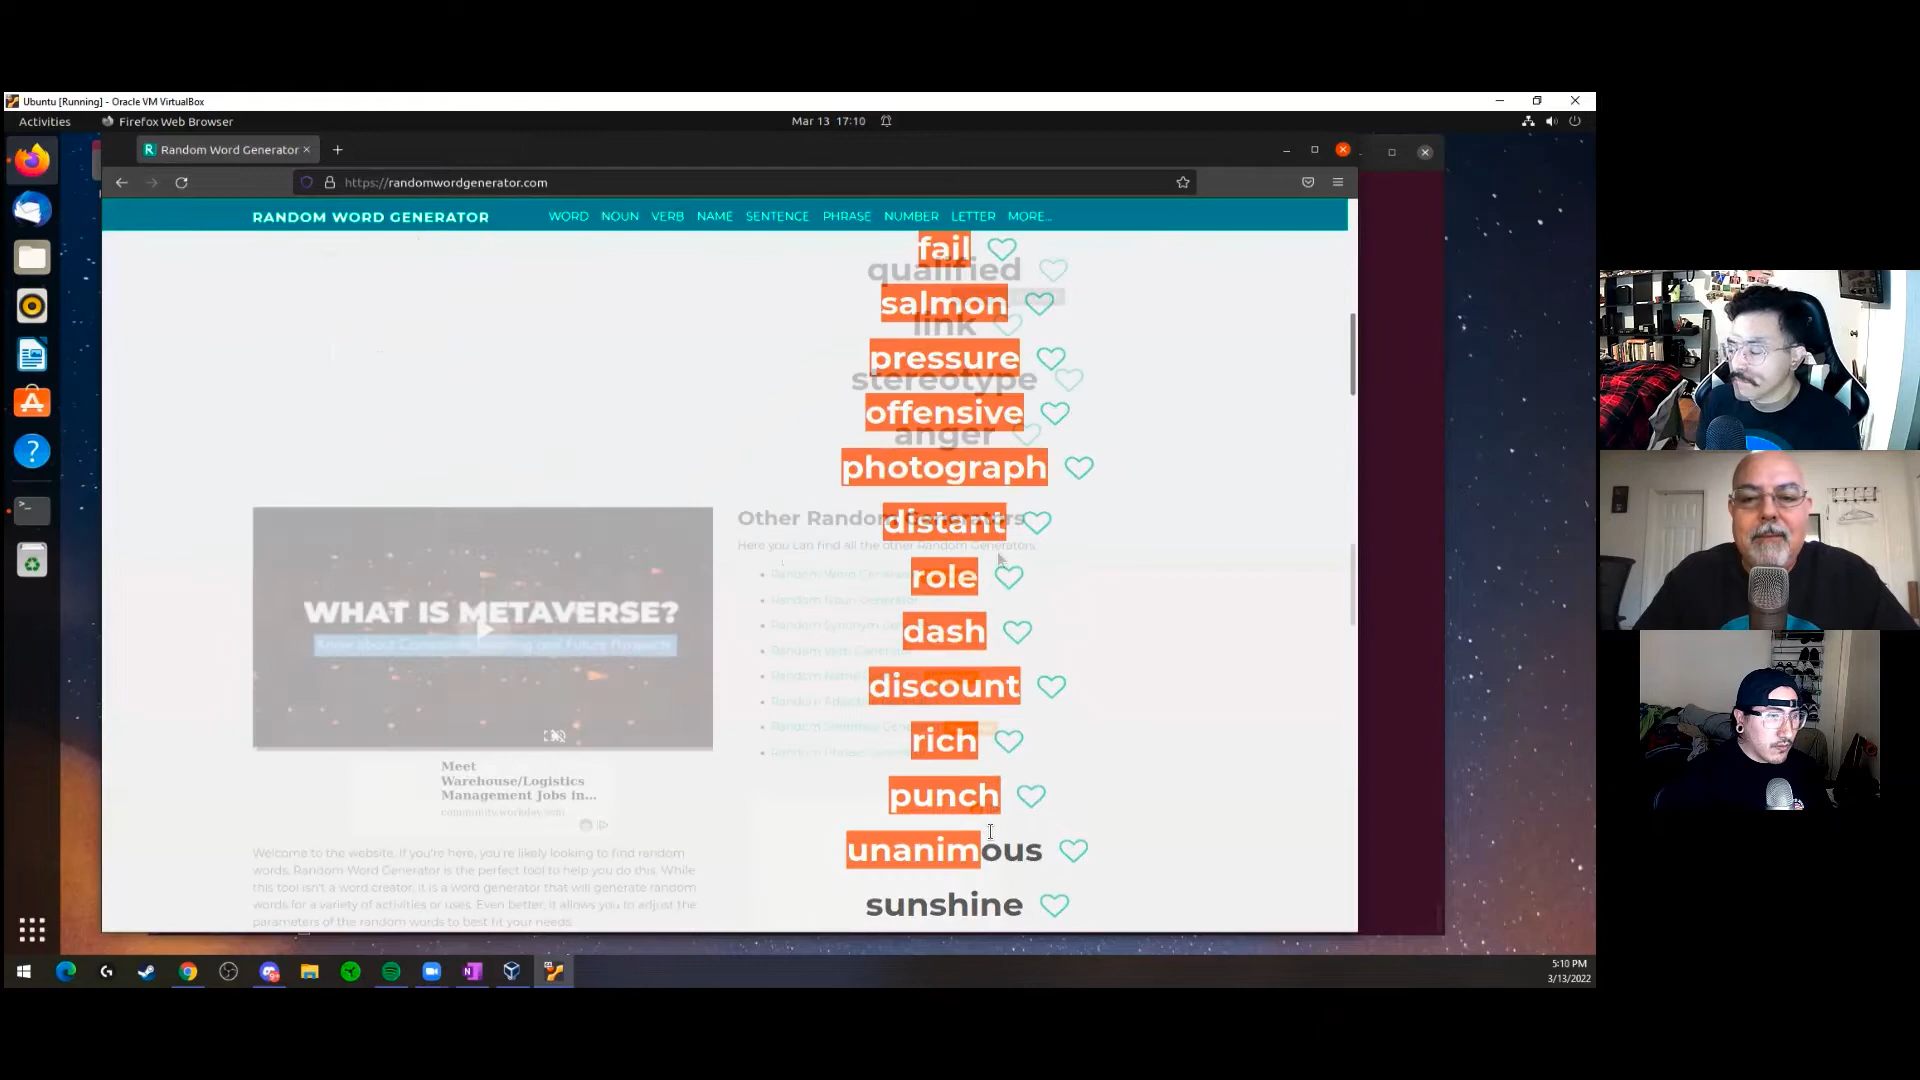 Ubuntu [Running] - Oracle VM VirtualBox
Activities
Firefox Web Browser
Mar 13 17:10
Random Word Generator
https://randomwordgenerator.com
RANDOM WORD GENERATOR
WORD NOUN VERB NAME SENTENCE PHRASE NUMBER LETTER MORE...
fail
qualified
salmon
link
pressure
stereotype
offensive
anger
photograph
distant
Other Random Generators
Here you can find all the other Random Generators
role
dash
discount
rich
punch
unanimous
sunshine
Random Noun Generator
WHAT IS METAVERSE?
Meet
Warehouse/Logistics
Management Jobs in...
community.workday.com
Welcome to the website. If you're here, you're likely looking to find random
words. Random Word Generator is the perfect tool to help you do this. While
this tool isn't a word creator, it is a word generator that will generate random
words for a variety of activities or uses. Even better, it allows you to adjust the
parameters of the random words to best fit your needs.
5:10 PM
3/13/2022